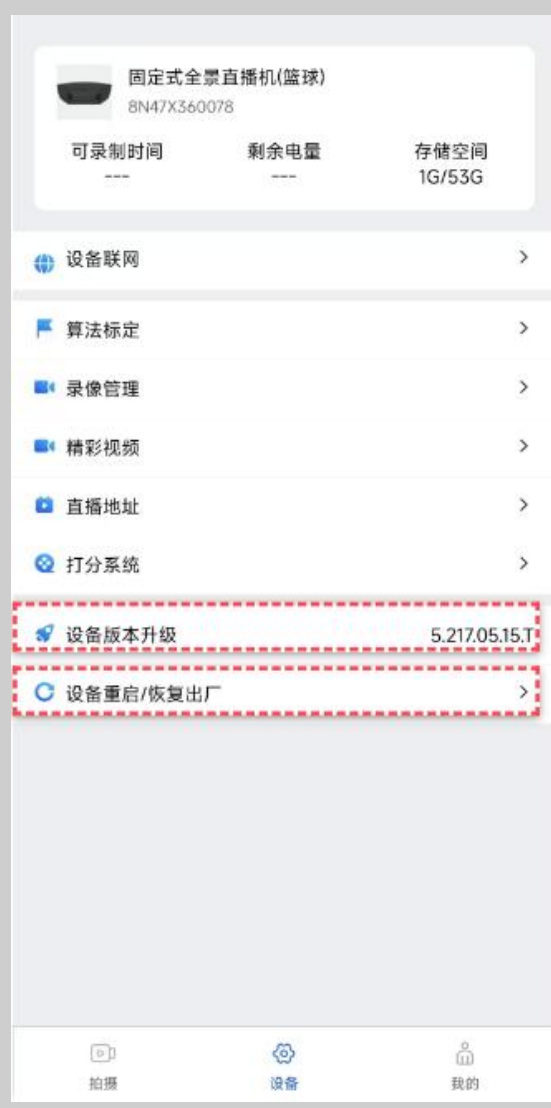 固定式全景直播机(篮球)
8N47X360078
可录制时间 剩余电量 存储空间
--- --- 1G/53G
设备联网
算法标定
录像管理
精彩视频
直播地址
打分系统
设备版本升级 5.217.05.15.T
设备重启/恢复出厂
拍摄 设备 我的